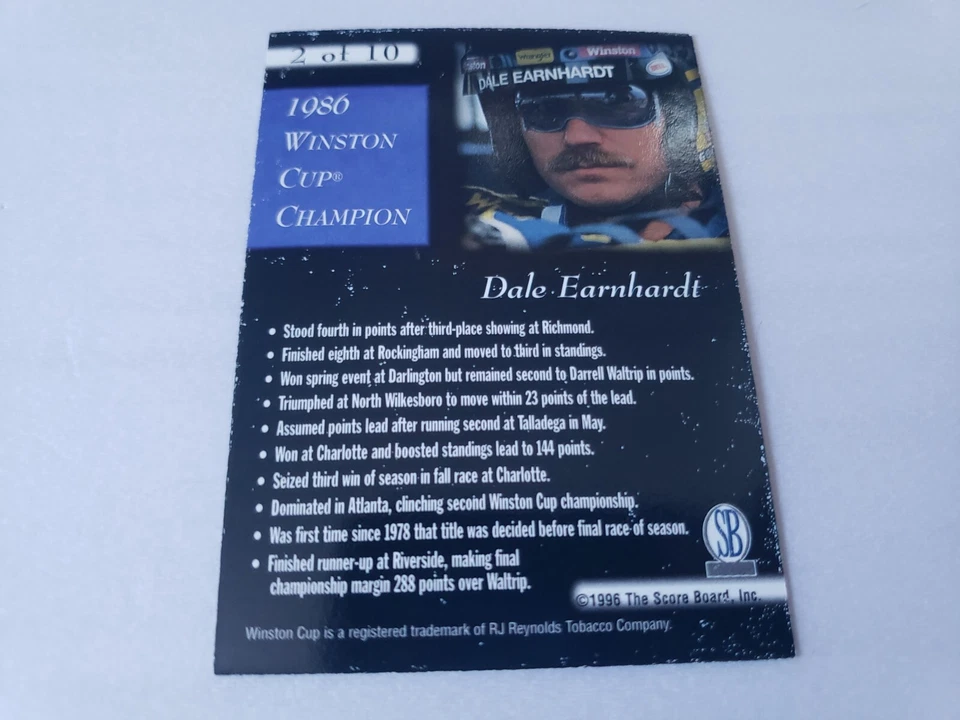 2 of 10
Wrangler
Winston
DALE EARNHARDT
1986
WINSTON
CUP®
CHAMPION
Dale Earnhardt
• Stood fourth in points after third-place showing at Richmond.
• Finished eighth at Rockingham and moved to third in standings.
• Won spring event at Darlington but remained second to Darrell Waltrip in points.
• Triumphed at North Wilkesboro to move within 23 points of the lead.
• Assumed points lead after running second at Talladega in May.
• Won at Charlotte and boosted standings lead to 144 points.
• Seized third win of season in fall race at Charlotte.
• Dominated in Atlanta, clinching second Winston Cup championship.
• Was first time since 1978 that title was decided before final race of season.
• Finished runner-up at Riverside, making final
championship margin 288 points over Waltrip.
SB
©1996 The Score Board, Inc.
Winston Cup is a registered trademark of RJ Reynolds Tobacco Company.